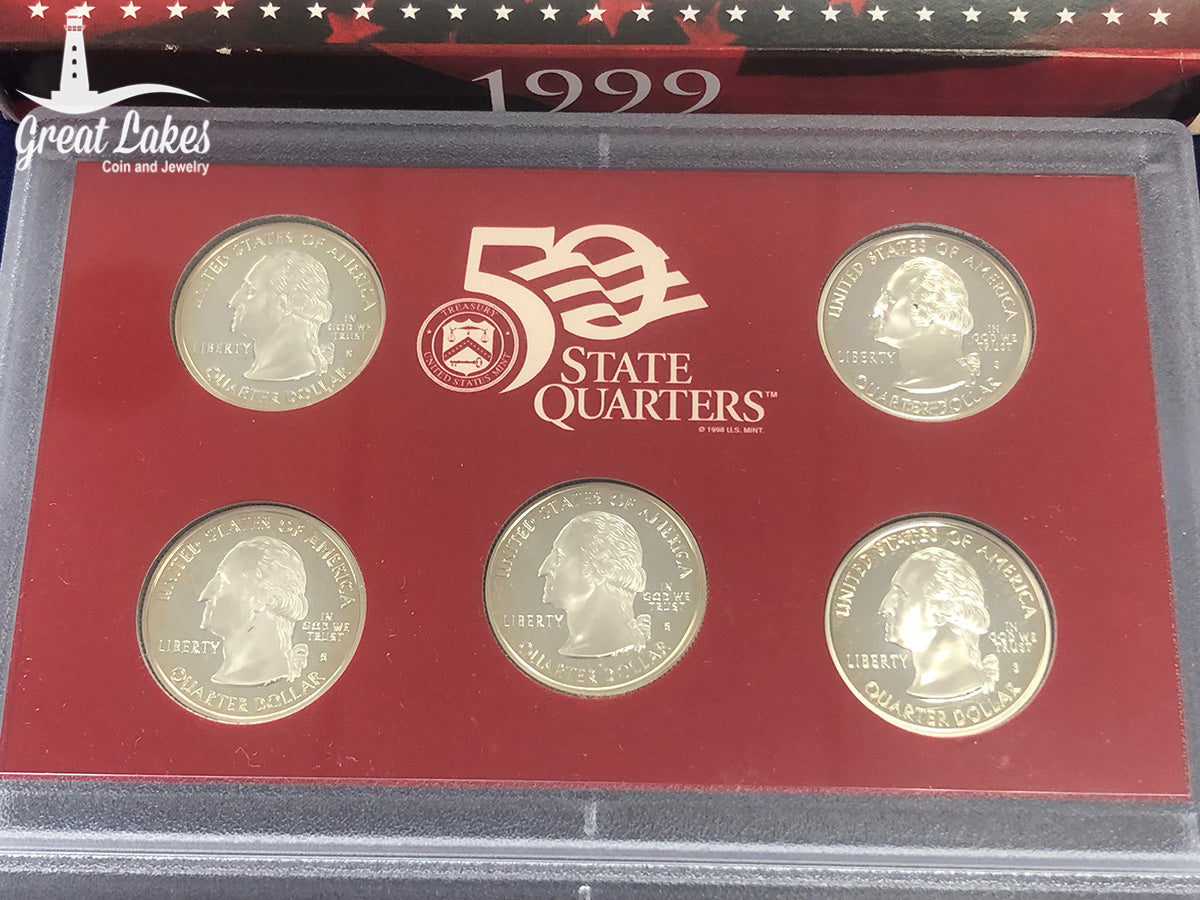 1999
Great Lakes
Coin and Jewelry
UNITED STATES OF AMERICA
LIBERTY
IN
GOD WE
TRUST
S
QUARTER DOLLAR
50
STATE
QUARTERS™
© 1998 U.S. MINT.
TREASURY
UNITED STATES MINT
UNITED STATES OF AMERICA
LIBERTY
IN
GOD WE
TRUST
S
QUARTER DOLLAR
UNITED STATES OF AMERICA
LIBERTY
IN
GOD WE
TRUST
S
QUARTER DOLLAR
UNITED STATES OF AMERICA
LIBERTY
IN
GOD WE
TRUST
S
QUARTER DOLLAR
UNITED STATES OF AMERICA
LIBERTY
IN
GOD WE
TRUST
S
QUARTER DOLLAR